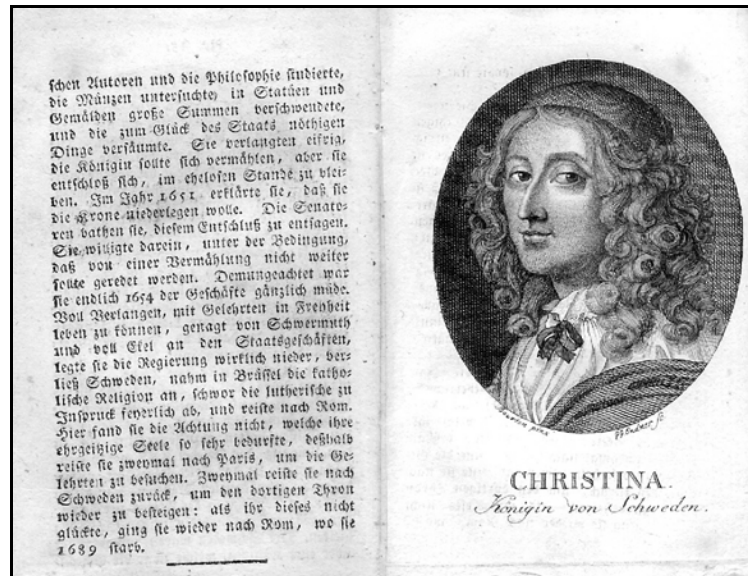 schen Autoren und die Philosophie studierte,
die Münzen untersuchte, in Statüen und
Gemälden große Summen verschwendete,
und die zum Glück des Staats nöthigen
Dinge versäumte. Sie verlangten eifrig,
die Königin sollte sich vermählen, aber sie
entschloß sich, im ehelosen Stande zu blei-
ben. Im Jahr 1651 erklärte sie, daß sie
die Krone niederlegen wolle. Die Senato-
ren bathen sie, diesem Entschluß zu entsagen.
Sie willigte darein, unter der Bedingung,
daß von einer Vermählung nicht weiter
sollte geredet werden. Demungeachtet war
sie endlich 1654 der Geschäfte gänzlich müde.
Voll Verlangen, mit Gelehrten in Freyheit
leben zu können, genagt von Schwermuth
und voll Ekel an den Staatsgeschäften,
legte sie die Regierung wirklich nieder, ver-
ließ Schweden, nahm in Brüssel die katho-
lische Religion an, schwor die lutherische zu
Inspruck feyerlich ab, und reiste nach Rom.
Hier fand sie die Achtung nicht, welche ihre
ehrgeitzige Seele so sehr bedurfte, deßhalb
reiste sie zweymal nach Paris, um die Ge-
lehrten zu besuchen. Zweymal reiste sie nach
Schweden zurück, um den dortigen Thron
wieder zu besteigen: als ihr dieses nicht
glückte, ging sie wieder nach Rom, wo sie
1689 starb.
pinx
CHRISTINA.
Königin von Schweden.